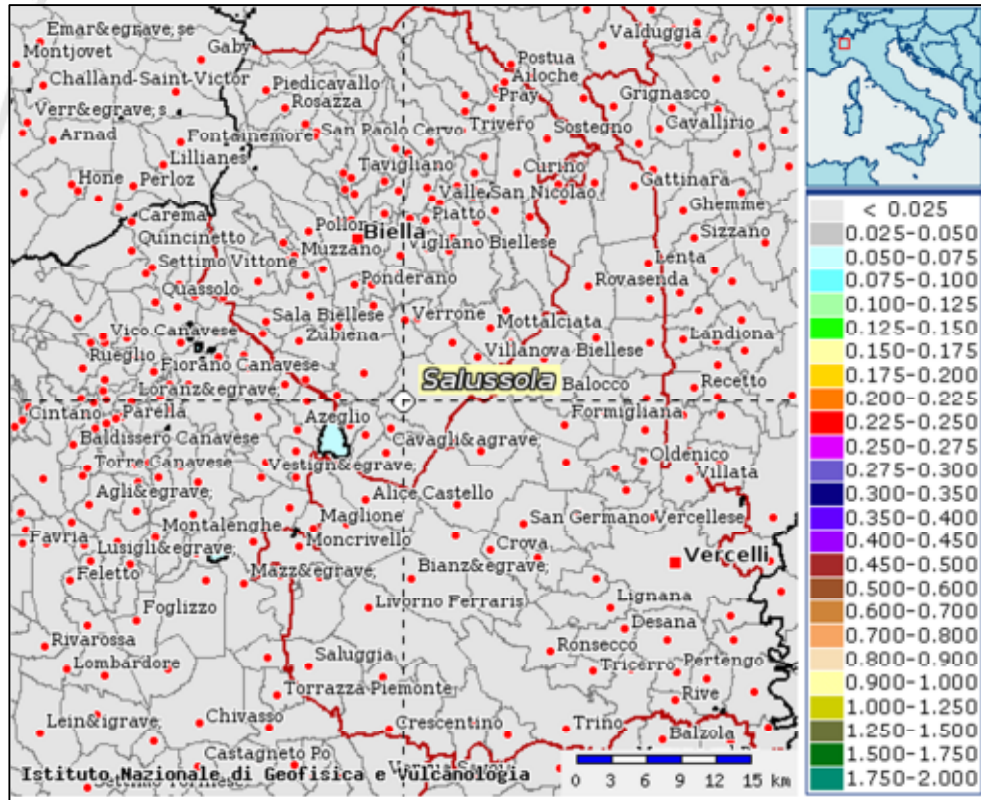 Emar&egrave;se
Valduggia
Gaby
Montjovet
Postua
Challand-Saint-Victor
Piedicavallo
Ailoche
Rosazza
Pray
Grignasco
Verr&egrave;s
Trivero
Sostegno
Cavallirio
Arnad
Fontainemore
San Paolo Cervo
Lillianes
Tavigliano
Curino
Hone
Perloz
Valle San Nicolao
Gattinara
Carema
Pollon
Piatto
Ghemme
Biella
Quincinetto
Muzzano
Vigliano Biellese
Sizzano
Settimo Vittone
Ponderano
Lenta
Rovasenda
Quassolo
Sala Biellese
Verrone
Mottalciata
Vico Canavese
Zubiena
Landiona
Rueglio
Fiorano Canavese
Villanova Biellese
Loranz&egrave;
Salussola
Balocco
Recetto
Cintano
Parella
Azeglio
Formigliana
Baldissero Canavese
Cavagli&agrave;
Torre Canavese
Vestign&egrave;
Oldenico
Villata
Agli&egrave;
Alice Castello
Montalenghe
Maglione
San Germano Vercellese
Favria
Lusigli&egrave;
Moncrivello
Crova
Vercelli
Feletto
Mazz&egrave;
Bianz&egrave;
Foglizzo
Livorno Ferraris
Lignana
Desana
Rivarossa
Ronsecco
Lombardore
Saluggia
Tricerro
Pertengo
Torrazza Piemonte
Rive
Lein&igrave;
Chivasso
Crescentino
Trino
Balzola
Castagneto Po
Istituto Nazionale di Geofisica e Vulcanologia
0 3 6 9 12 15 km
< 0.025
0.025-0.050
0.050-0.075
0.075-0.100
0.100-0.125
0.125-0.150
0.150-0.175
0.175-0.200
0.200-0.225
0.225-0.250
0.250-0.275
0.275-0.300
0.300-0.350
0.350-0.400
0.400-0.450
0.450-0.500
0.500-0.600
0.600-0.700
0.700-0.800
0.800-0.900
0.900-1.000
1.000-1.250
1.250-1.500
1.500-1.750
1.750-2.000